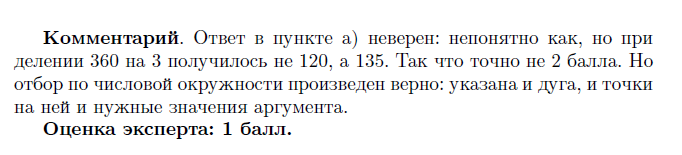 Комментарий. Ответ в пункте а) неверен: непонятно как, но при
делении 360 на 3 получилось не 120, а 135. Так что точно не 2 балла. Но
отбор по числовой окружности произведен верно: указана и дуга, и точки
на ней и нужные значения аргумента.
Оценка эксперта: 1 балл.